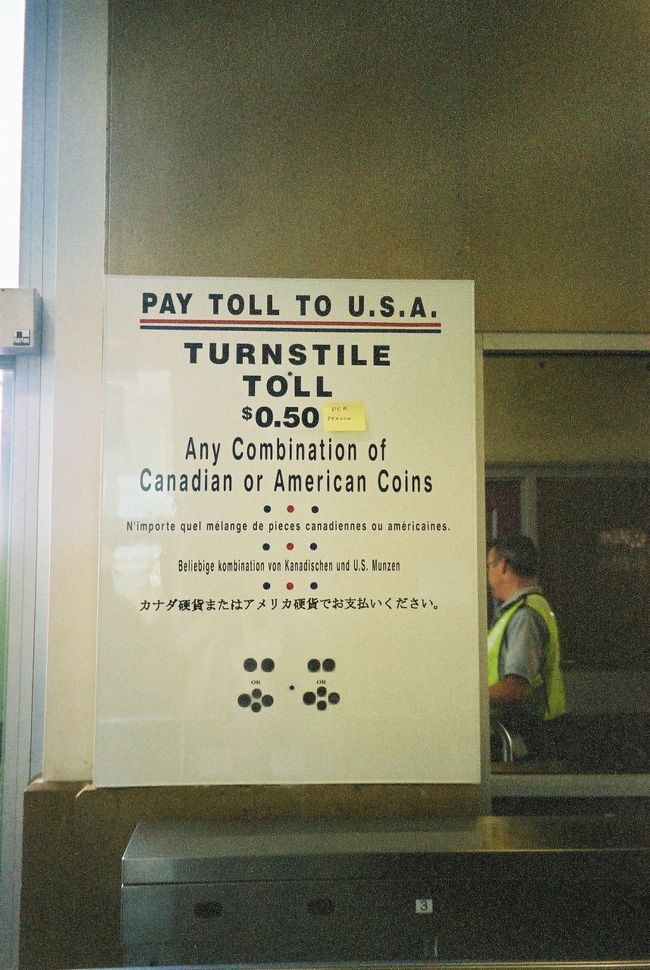 PAY TOLL TO U.S.A.
TURNSTILE
TOLL
$0.50 PER PERSON
Any Combination of
Canadian or American Coins
N'importe quel mélange de pieces canadiennes ou américaines.
Beliebige kombination von Kanadischen und U.S. Munzen
カナダ硬貨またはアメリカ硬貨でお支払いください。
OR OR
3